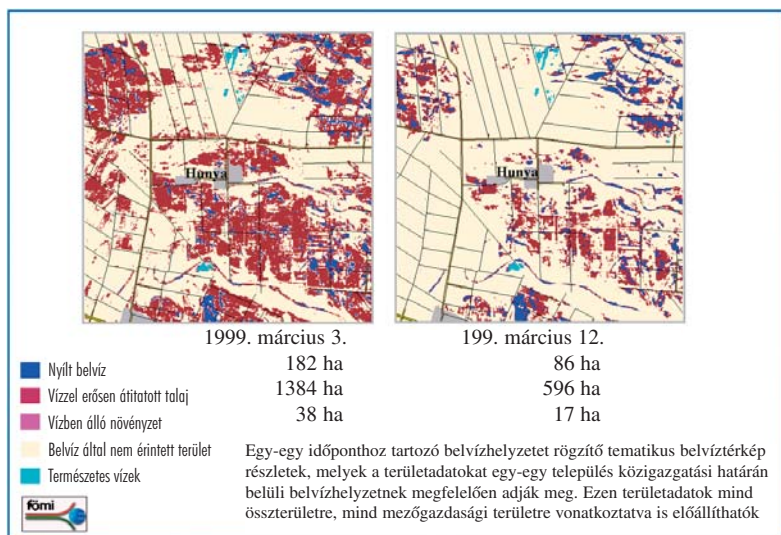 Hunya
Hunya
1999. március 3.
199. március 12.
Nyílt belvíz
182 ha
86 ha
Vízzel erősen átitatott talaj
1384 ha
596 ha
Vízben álló növényzet
38 ha
17 ha
Belvíz által nem érintett terület
Természetes vizek
Egy-egy időponthoz tartozó belvízhelyzetet rögzítő tematikus belvíztérkép
részletek, melyek a területadatokat egy-egy település közigazgatási határán
belüli belvízhelyzetnek megfelelően adják meg. Ezen területadatok mind
összterületre, mind mezőgazdasági területre vonatkoztatva is előállíthatók
fömi